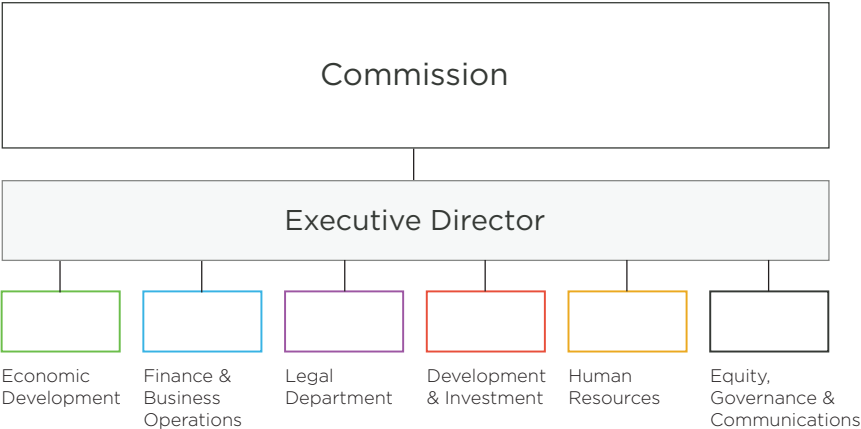 Commission
Executive Director
Economic
Development
Finance &
Business
Operations
Legal
Department
Development
& Investment
Human
Resources
Equity,
Governance &
Communications